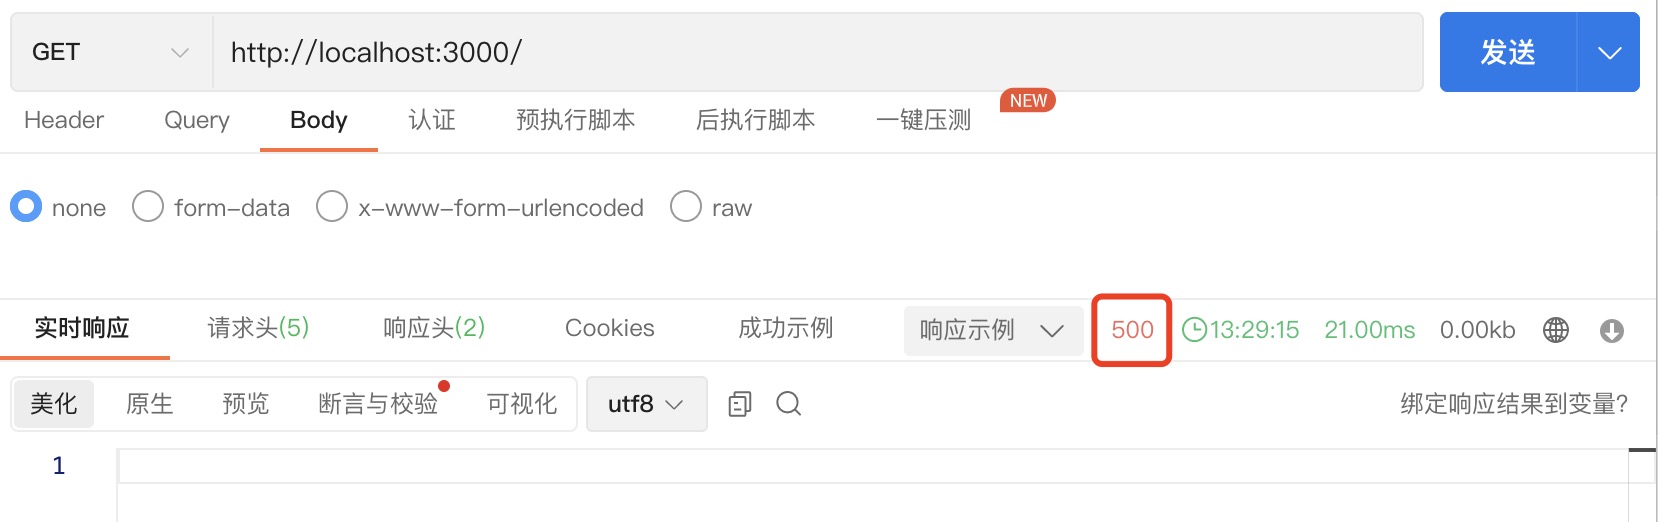 GET http://localhost:3000/ 发送
NEW
Header Query Body 认证 预执行脚本 后执行脚本 一键压测
none form-data x-www-form-urlencoded raw
实时响应 请求头(5) 响应头(2) Cookies 成功示例 响应示例 500 13:29:15 21.00ms 0.00kb
美化 原生 预览 断言与校验 可视化 utf8 绑定响应结果到变量?
1